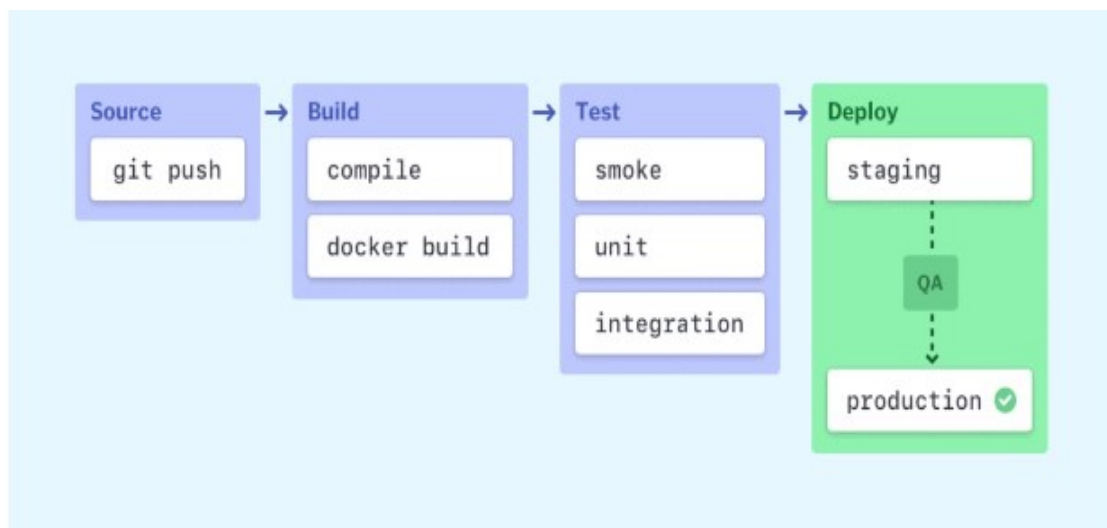 Source
git push
Build
compile
docker build
Test
smoke
unit
integration
Deploy
staging
QA
production